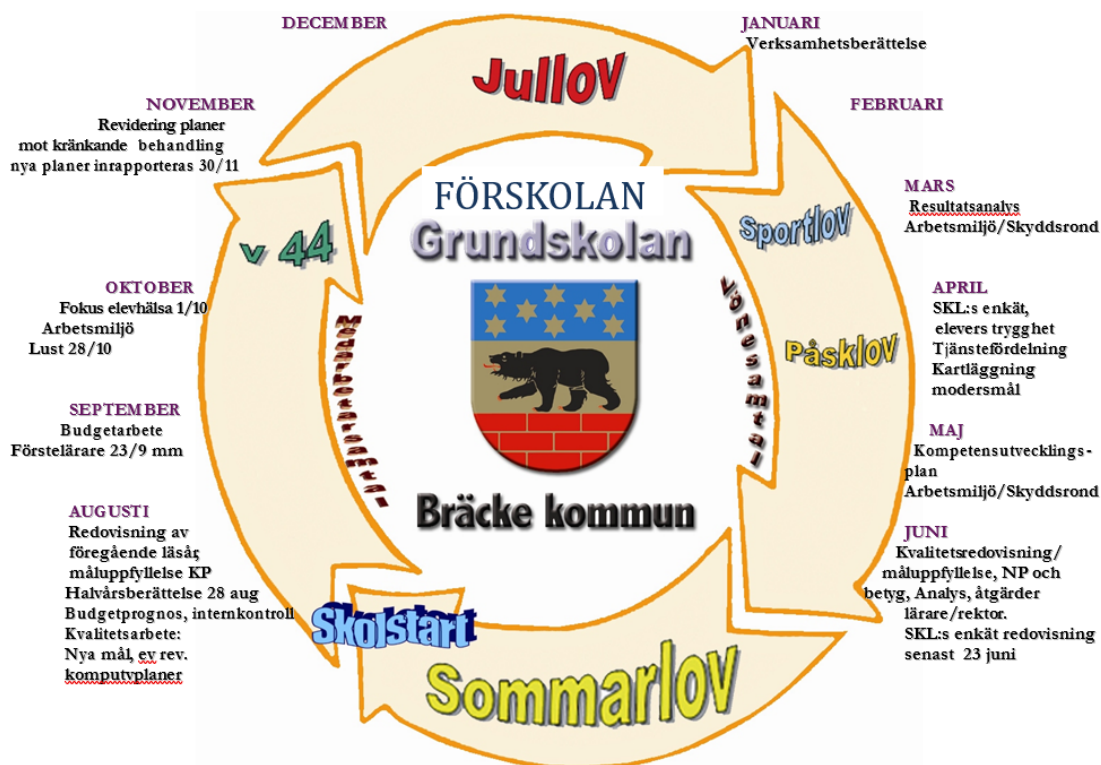 DECEMBER
JANUARI
Verksamhetsberättelse
Jullov
NOVEMBER
Revidering planer
mot kränkande behandling
nya planer inrapporteras 30/11
FEBRUARI
FÖRSKOLAN
Grundskolan
MARS
Resultatsanalys
Arbetsmiljö/Skyddsrond
Sportlov
v 44
OKTOBER
Fokus elevhälsa 1/10
Arbetsmiljö
Lust 28/10
Medarbetarsamtal
Lönesamtal
APRIL
SKL:s enkät,
elevers trygghet
Tjänstefördelning
Kartläggning
modersmål
Påsklov
SEPTEMBER
Budgetarbete
Förstelärare 23/9 mm
MAJ
Kompetensutvecklings-
plan
Arbetsmiljö/Skyddsrond
Bräcke kommun
AUGUSTI
Redovisning av
föregående läsår,
måluppfyllelse KP
Halvårsberättelse 28 aug
Budgetprognos, internkontroll
Kvalitetsarbete:
Nya mål, ev rev.
komputvplaner
JUNI
Kvalitetsredovisning/
måluppfyllelse, NP och
betyg, Analys, åtgärder
lärare/rektor.
SKL:s enkät redovisning
senast 23 juni
Skolstart
Sommarlov